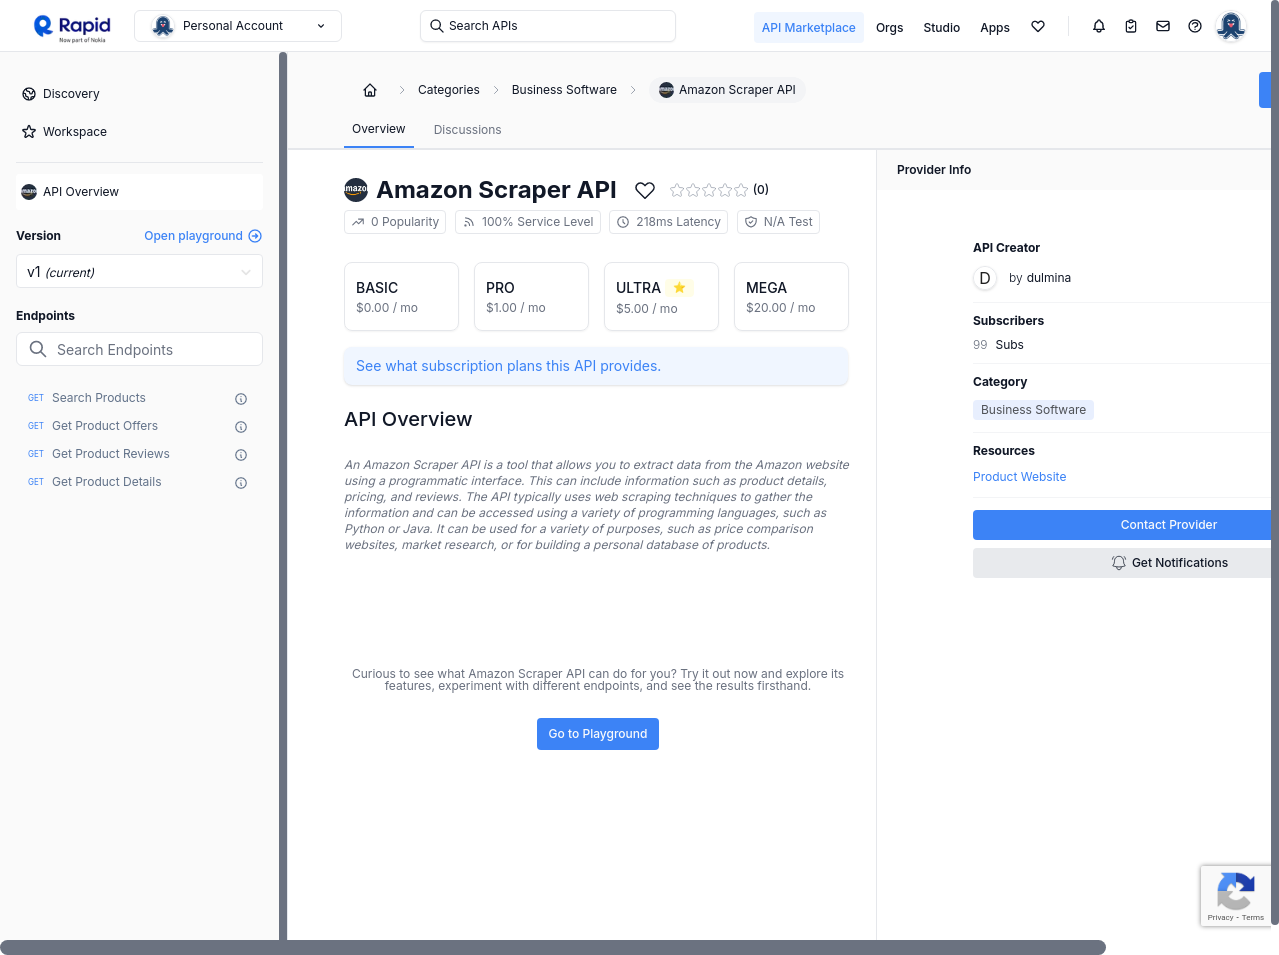 Rapid
Now part of Nokia
Personal Account
Search APIs
API Marketplace
Orgs
Studio
Apps
Discovery
Workspace
API Overview
Version
Open playground
v1 (current)
Endpoints
Search Endpoints
GET Search Products
GET Get Product Offers
GET Get Product Reviews
GET Get Product Details
Categories
Business Software
Amazon Scraper API
Overview
Discussions
Amazon Scraper API
(0)
0 Popularity
100% Service Level
218ms Latency
N/A Test
BASIC
$0.00 / mo
PRO
$1.00 / mo
ULTRA
$5.00 / mo
MEGA
$20.00 / mo
See what subscription plans this API provides.
API Overview
An Amazon Scraper API is a tool that allows you to extract data from the Amazon website
using a programmatic interface. This can include information such as product details,
pricing, and reviews. The API typically uses web scraping techniques to gather the
information and can be accessed using a variety of programming languages, such as
Python or Java. It can be used for a variety of purposes, such as price comparison
websites, market research, or for building a personal database of products.
Curious to see what Amazon Scraper API can do for you? Try it out now and explore its
features, experiment with different endpoints, and see the results firsthand.
Go to Playground
Provider Info
API Creator
D
by dulmina
Subscribers
99 Subs
Category
Business Software
Resources
Product Website
Contact Provider
Get Notifications
Privacy - Terms